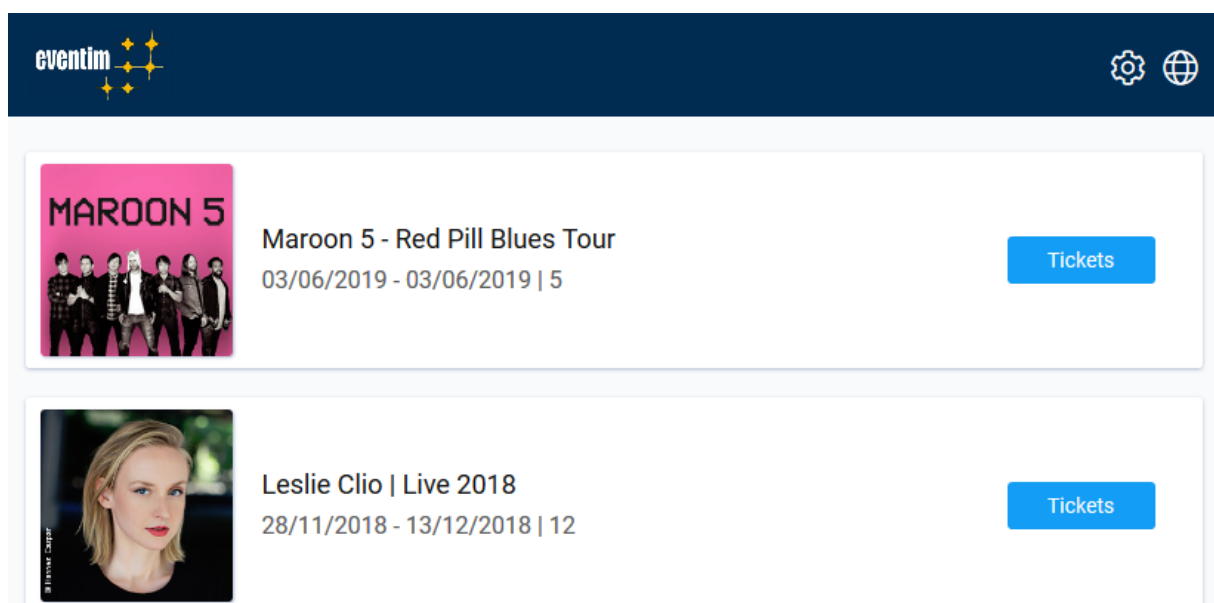 eventim
MAROON 5
Maroon 5 - Red Pill Blues Tour
03/06/2019 - 03/06/2019 | 5
Tickets
Leslie Clio | Live 2018
28/11/2018 - 13/12/2018 | 12
Tickets